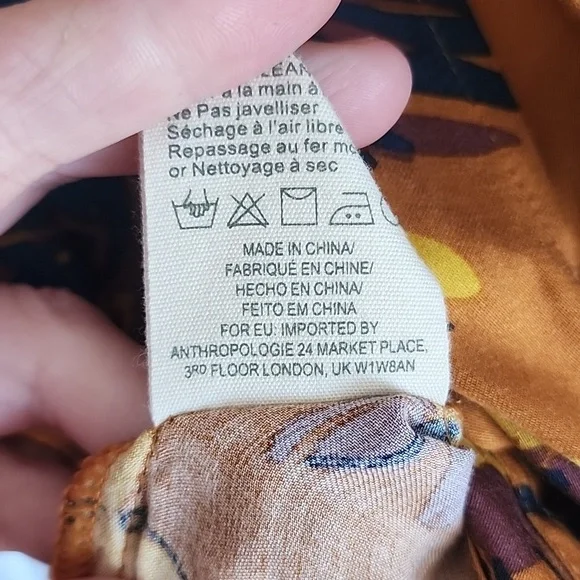 à la main à
Ne Pas javelliser
Séchage à l'air libre
Repassage au fer
or Nettoyage à sec
MADE IN CHINA/
FABRIQUÉ EN CHINE/
HECHO EN CHINA/
FEITO EM CHINA
FOR EU: IMPORTED BY
ANTHROPOLOGIE 24 MARKET PLACE,
3RD FLOOR LONDON, UK W1W8AN